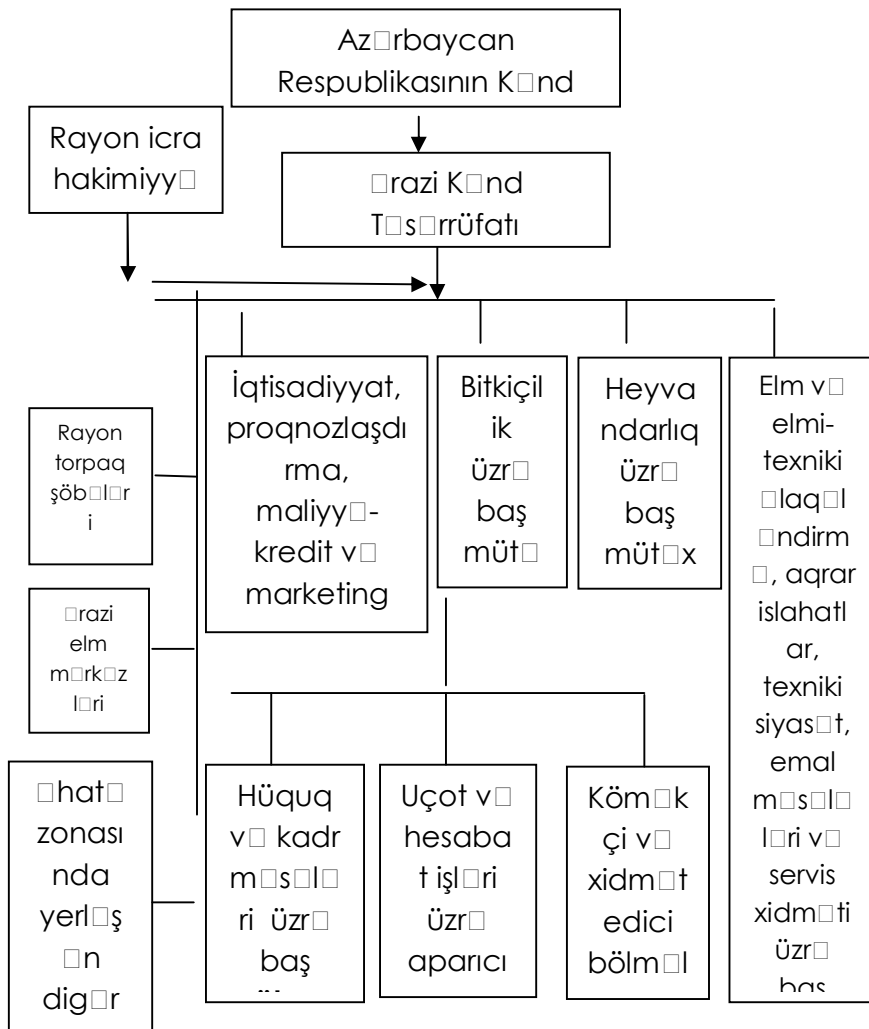 Az□rbaycan
Respublikasının K□nd
Rayon icra
hakimiyy□
□razi K□nd
T□s□rrüfatı
İqtisadiyyat,
proqnozlaşdı
rma,
maliyy□-
kredit v□
marketing
Bitkiçil
ik
üzr□
baş
müt□
Heyva
ndarlıq
üzr□
baş
müt□x
Elm v□
elmi-
texniki
□laq□l
□ndirm
□, aqrar
islahatl
ar,
texniki
siyas□t,
emal
m□s□l□
l□ri v□
servis
xidm□ti
üzr□
Rayon
torpaq
şöb□l□r
i
□razi
elm
m□rk□z
l□ri
□hat□
zonası
nda
yerl□ş
□n
dig□r
Hüquq
v□ kadr
m□s□l□
ri üzr□
baş
Uçot v□
hesaba
t işl□ri
üzr□
aparıcı
Köm□k
çi v□
xidm□t
edici
bölm□l